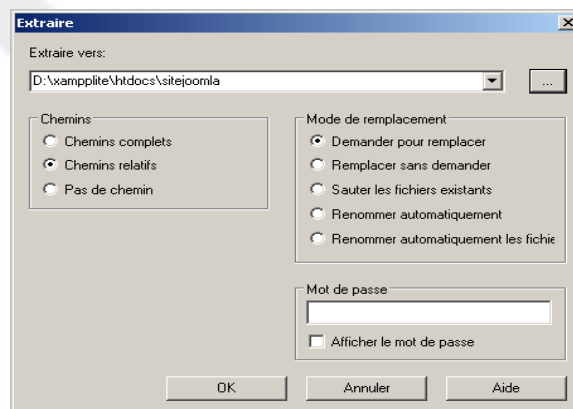 Extraire
Extraire vers:
D:\xampplite\htdocs\sitejoomla
...
Chemins
Chemins complets
Chemins relatifs
Pas de chemin
Mode de remplacement
Demander pour remplacer
Remplacer sans demander
Sauter les fichiers existants
Renommer automatiquement
Renommer automatiquement les fichie
Mot de passe
Afficher le mot de passe
OK
Annuler
Aide